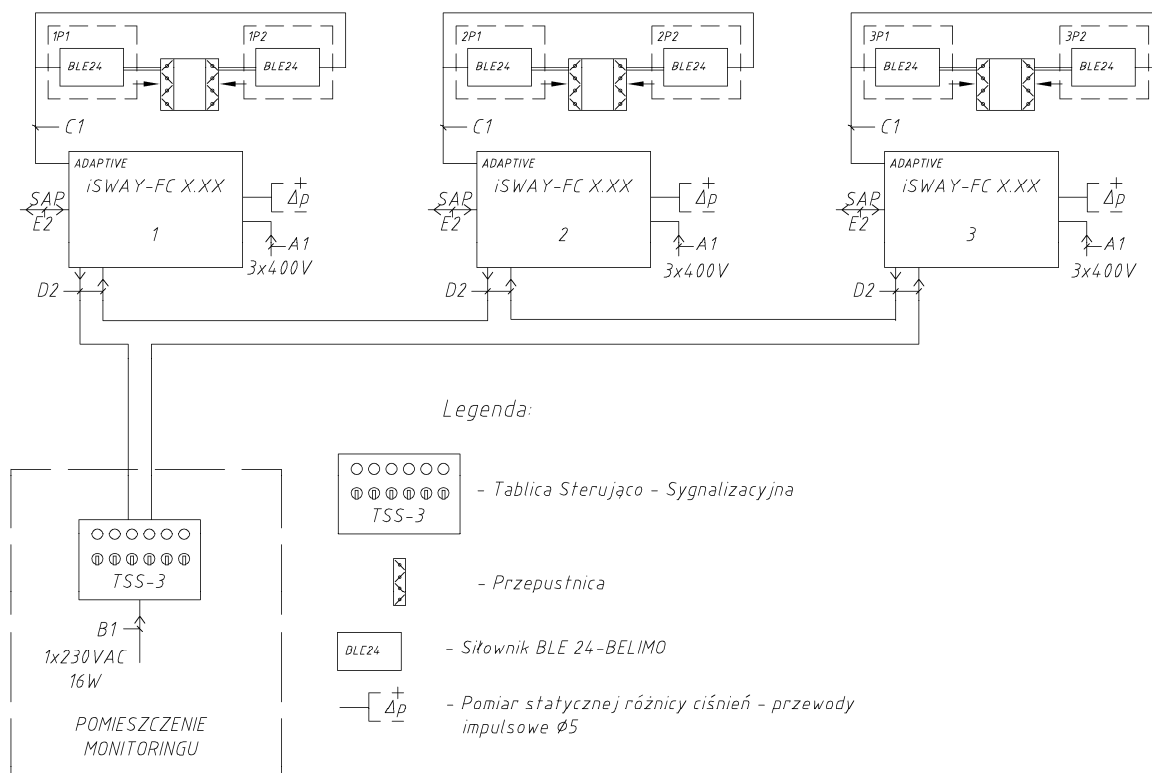 1P1
1P2
BLE24
BLE24
2P1
2P2
BLE24
BLE24
3P1
3P2
BLE24
BLE24
C1
C1
C1
ADAPTIVE
iSWAY-FC X.XX
1
SAP
E2
+
Δp
-
A1
3x400V
D2
ADAPTIVE
iSWAY-FC X.XX
2
SAP
E2
+
Δp
-
A1
3x400V
D2
ADAPTIVE
iSWAY-FC X.XX
3
SAP
E2
+
Δp
-
A1
3x400V
D2
Legenda:
TSS-3
- Tablica Sterująco - Sygnalizacyjna
- Przepustnica
BLE24
- Siłownik BLE 24-BELIMO
+
Δp
-
- Pomiar statycznej różnicy ciśnień - przewody
impulsowe Ø5
TSS-3
B1
1x230VAC
16W
POMIESZCZENIE
MONITORINGU